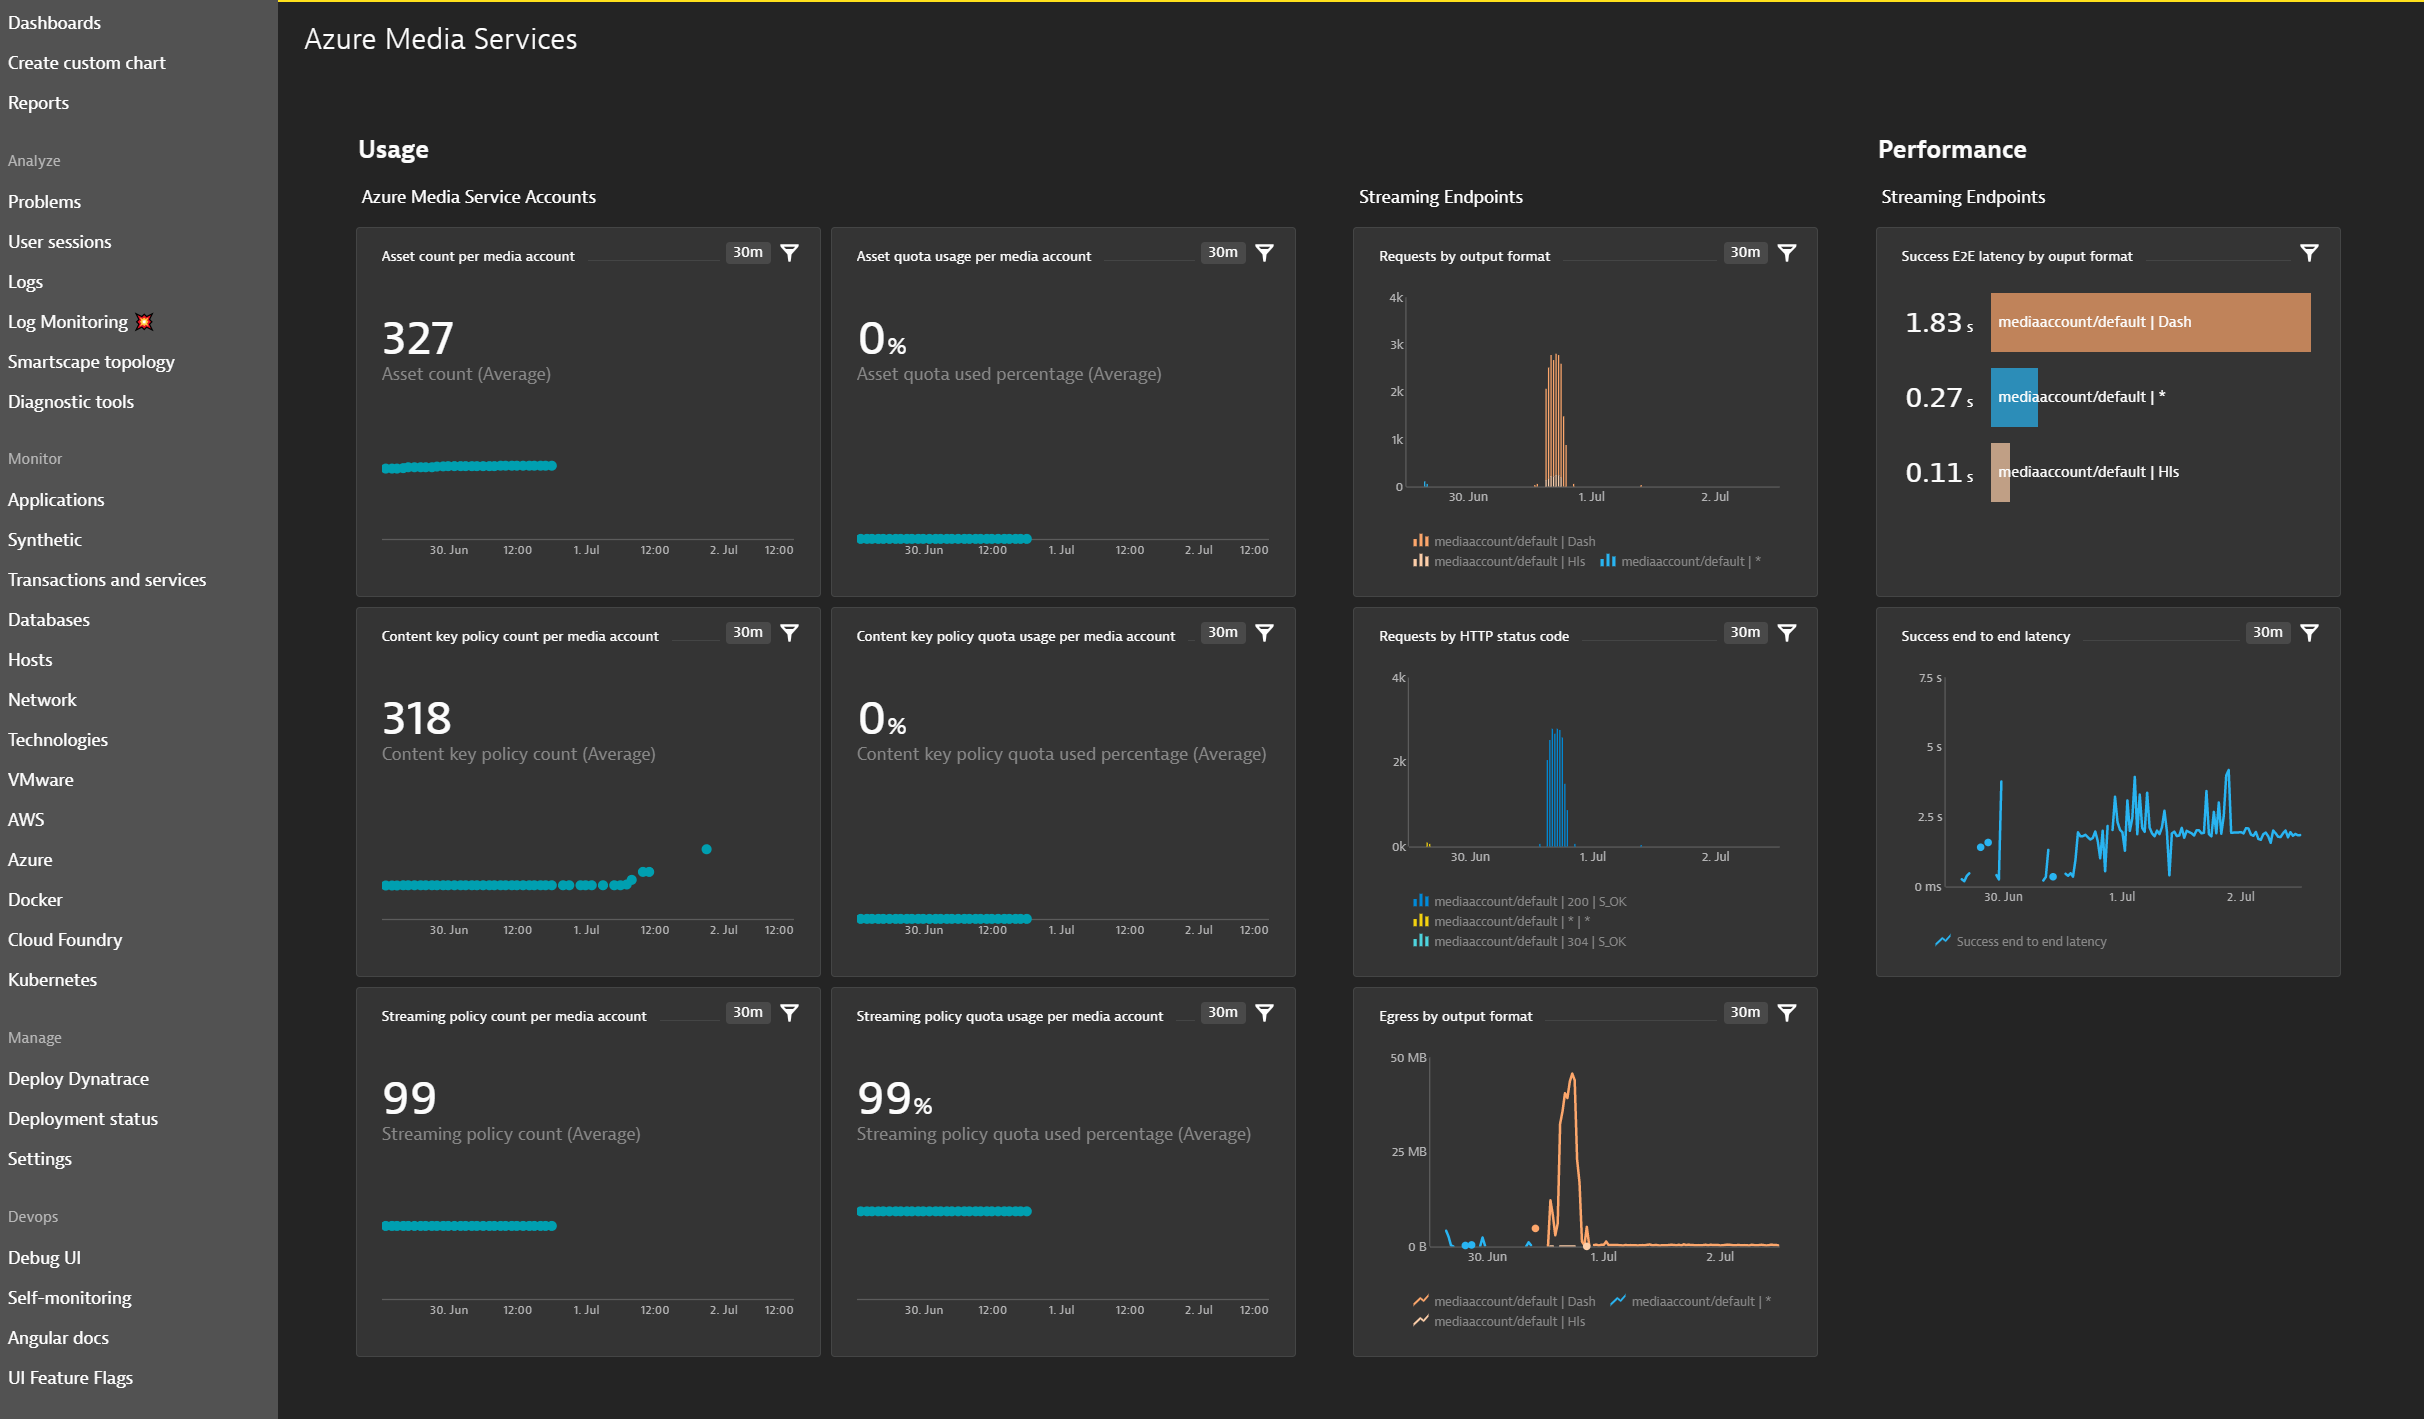 Dashboards
Create custom chart
Reports
Analyze
Problems
User sessions
Logs
Log Monitoring 💥
Smartscape topology
Diagnostic tools
Monitor
Applications
Synthetic
Transactions and services
Databases
Hosts
Network
Technologies
VMware
AWS
Azure
Docker
Cloud Foundry
Kubernetes
Manage
Deploy Dynatrace
Deployment status
Settings
Devops
Debug UI
Self-monitoring
Angular docs
UI Feature Flags
Azure Media Services
Usage
Azure Media Service Accounts
Asset count per media account 30m
327
Asset count (Average)
30. Jun 12:00 1. Jul 12:00 2. Jul 12:00
Asset quota usage per media account 30m
0%
Asset quota used percentage (Average)
30. Jun 12:00 1. Jul 12:00 2. Jul 12:00
Content key policy count per media account 30m
318
Content key policy count (Average)
30. Jun 12:00 1. Jul 12:00 2. Jul 12:00
Content key policy quota usage per media account 30m
0%
Content key policy quota used percentage (Average)
30. Jun 12:00 1. Jul 12:00 2. Jul 12:00
Streaming policy count per media account 30m
99
Streaming policy count (Average)
30. Jun 12:00 1. Jul 12:00 2. Jul 12:00
Streaming policy quota usage per media account 30m
99%
Streaming policy quota used percentage (Average)
30. Jun 12:00 1. Jul 12:00 2. Jul 12:00
Streaming Endpoints
Requests by output format 30m
4k
3k
2k
1k
0
30. Jun 1. Jul 2. Jul
mediaaccount/default | Dash
mediaaccount/default | Hls mediaaccount/default | *
Requests by HTTP status code 30m
4k
2k
0k
30. Jun 1. Jul 2. Jul
mediaaccount/default | 200 | S_OK
mediaaccount/default | * | *
mediaaccount/default | 304 | S_OK
Egress by output format 30m
50 MB
25 MB
0 B
30. Jun 1. Jul 2. Jul
mediaaccount/default | Dash mediaaccount/default | *
mediaaccount/default | Hls
Performance
Streaming Endpoints
Success E2E latency by ouput format
1.83 s mediaaccount/default | Dash
0.27 s mediaaccount/default | *
0.11 s mediaaccount/default | Hls
Success end to end latency 30m
7.5 s
5 s
2.5 s
0 ms
30. Jun 1. Jul 2. Jul
Success end to end latency